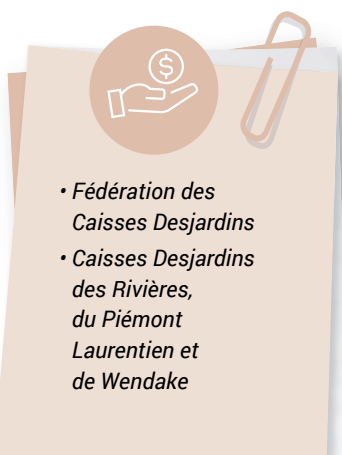 $
• Fédération des
Caisses Desjardins
• Caisses Desjardins
des Rivières,
du Piémont
Laurentien et
de Wendake